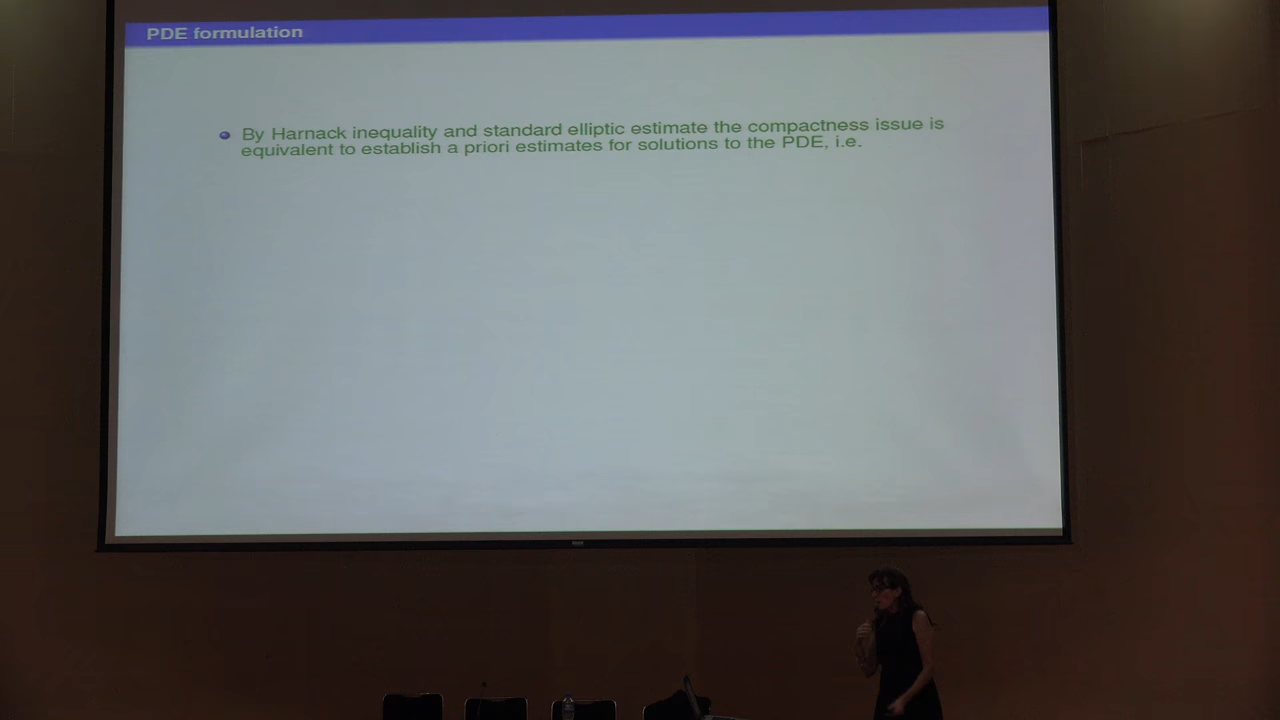 PDE formulation
By Harnack inequality and standard elliptic estimate the compactness issue is
equivalent to establish a priori estimates for solutions to the PDE, i.e.